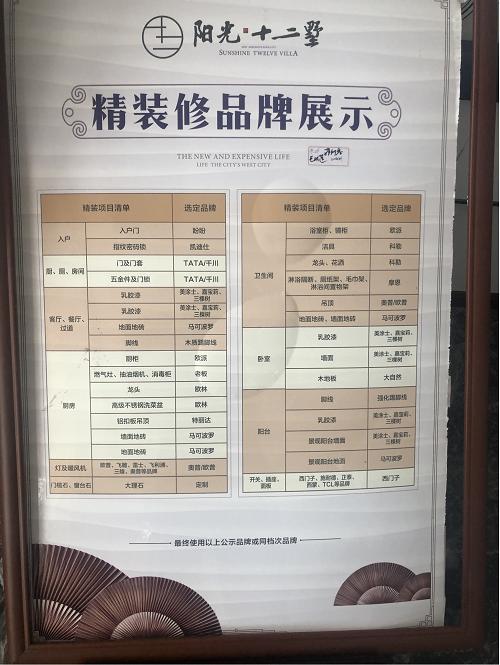 阳光·十二墅
SUNSHINE TWELVE VILLA
精装修品牌展示
THE NEW AND EXPENSIVE LIFE
LIFE THE CITY'S WEST CITY
精装项目清单 选定品牌
入户 入户门 盼盼
指纹密码锁 凯迪仕
厨、厕、房间 门及门套 TATA/千川
五金件及门锁 TATA/千川
客厅、餐厅、过道 乳胶漆 美涂士、嘉宝莉、三棵树
乳胶漆 美涂士、嘉宝莉、三棵树
地面地砖 马可波罗
脚线 木质踢脚线
厨房 橱柜 欧派
燃气灶、抽油烟机、消毒柜 老板
龙头 欧林
高级不锈钢洗菜盆 欧林
铝扣板吊顶 特丽达
墙面地砖 马可波罗
地面地砖 马可波罗
灯及暖风机 欧普、飞雕、雷士、飞利浦、三雄、奥普等品牌 奥普/欧普
门槛石、窗台石 大理石 定制
精装项目清单 选定品牌
卫生间 浴室柜、镜柜 欧派
洁具 科勒
龙头、花洒 科勒
淋浴隔断、厕纸架、毛巾架、淋浴间置物架 摩恩
吊顶 奥普/欧普
地面地砖、墙面地砖 马可波罗
卧室 乳胶漆 美涂士、嘉宝莉、三棵树
墙面 美涂士、嘉宝莉、三棵树
木地板 大自然
阳台 脚线 强化踢脚线
乳胶漆 美涂士、嘉宝莉、三棵树
景观阳台墙面 美涂士、嘉宝莉、三棵树
景观阳台地面 马可波罗
开关、插座、面板 西门子、施耐德、正泰、西蒙、TCL等品牌 西门子
最终使用以上公示品牌或同档次品牌